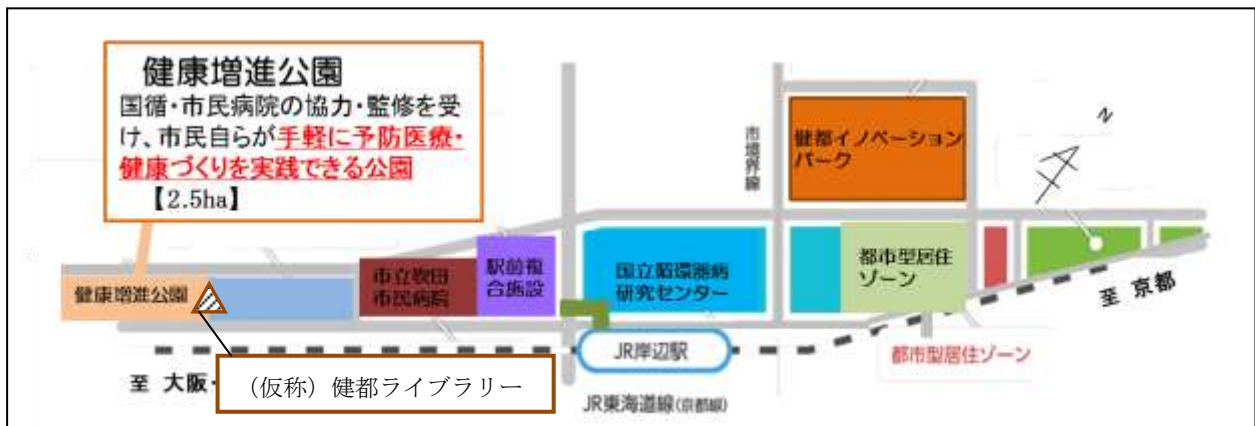 健康増進公園
国循・市民病院の協力・監修を受
け、市民自らが手軽に予防医療・
健康づくりを実践できる公園
【2.5ha】
市境界線
健都イノベーション
パーク
N
健康増進公園
市立吹田
市民病院
駅前複
合施設
国立循環器病
研究センター
都市型居住
ゾーン
至 京都
JR岸辺駅
都市型居住ゾーン
至 大阪・
（仮称）健都ライブラリー
JR東海道線(京都線)